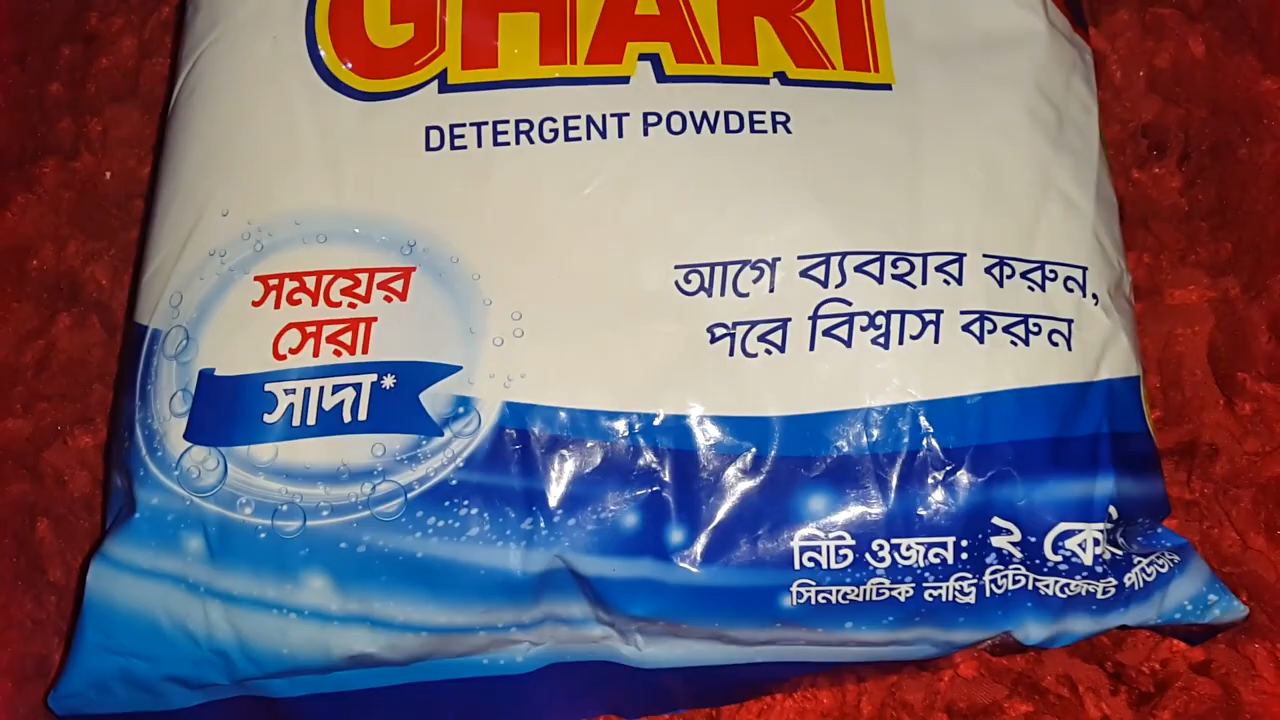 GHARI
DETERGENT POWDER
সময়ের
সেরা
সাদা*
আগে ব্যবহার করুন,
পরে বিশ্বাস করুন
নিট ওজন: ২
সিনথেটিক লন্ড্রি ডিটারজেন্ট পাউডার